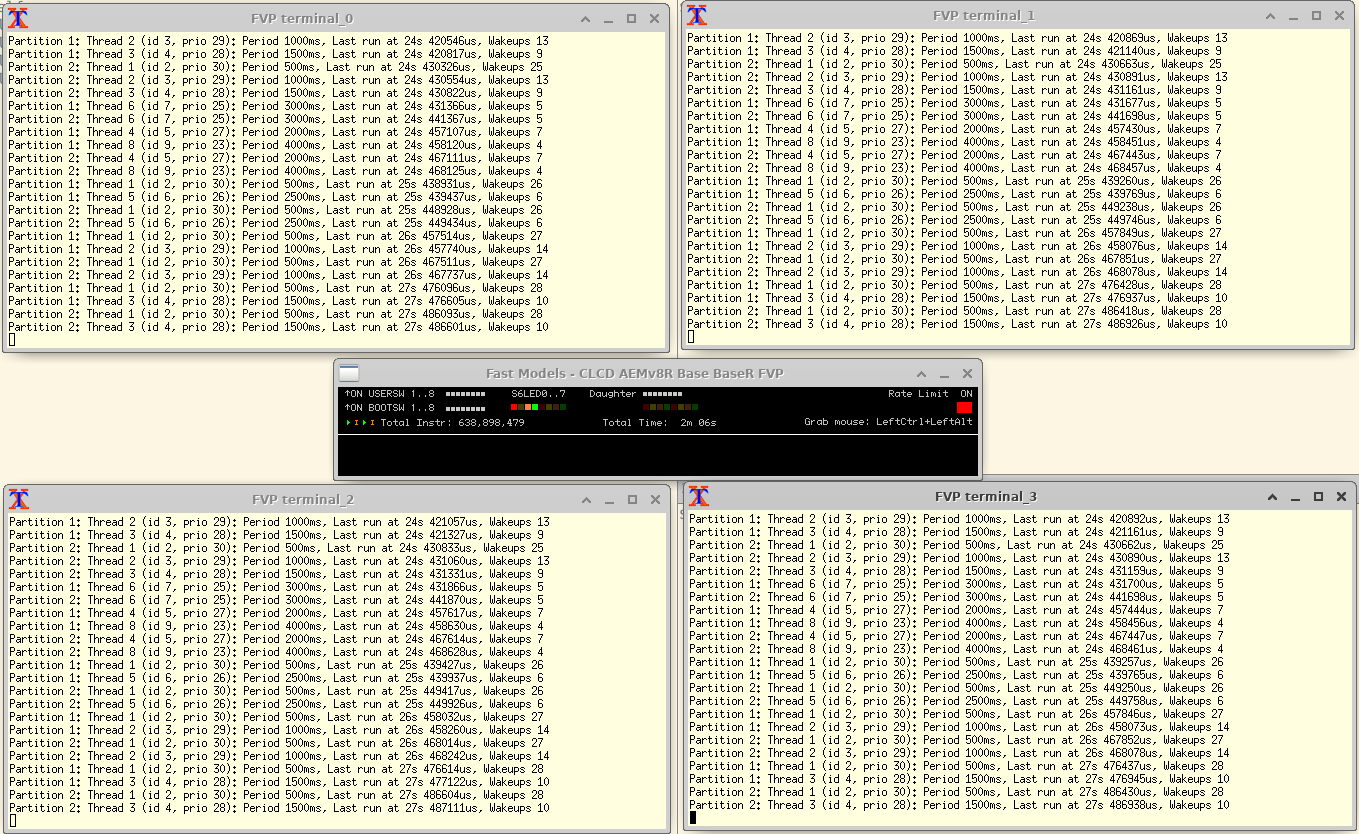 FVP terminal_0
Partition 1: Thread 2 (id 3, prio 29): Period 1000ms, Last run at 24s 420546us, Wakeups 13
Partition 1: Thread 3 (id 4, prio 28): Period 1500ms, Last run at 24s 420817us, Wakeups 9
Partition 2: Thread 1 (id 2, prio 30): Period 500ms, Last run at 24s 430326us, Wakeups 25
Partition 2: Thread 2 (id 3, prio 29): Period 1000ms, Last run at 24s 430554us, Wakeups 13
Partition 2: Thread 3 (id 4, prio 28): Period 1500ms, Last run at 24s 430822us, Wakeups 9
Partition 1: Thread 6 (id 7, prio 25): Period 3000ms, Last run at 24s 431366us, Wakeups 5
Partition 2: Thread 6 (id 7, prio 25): Period 3000ms, Last run at 24s 441367us, Wakeups 5
Partition 1: Thread 4 (id 5, prio 27): Period 2000ms, Last run at 24s 457107us, Wakeups 7
Partition 1: Thread 8 (id 9, prio 23): Period 4000ms, Last run at 24s 458120us, Wakeups 4
Partition 2: Thread 4 (id 5, prio 27): Period 2000ms, Last run at 24s 467111us, Wakeups 7
Partition 2: Thread 8 (id 9, prio 23): Period 4000ms, Last run at 24s 468125us, Wakeups 4
Partition 1: Thread 1 (id 2, prio 30): Period 500ms, Last run at 25s 438931us, Wakeups 26
Partition 1: Thread 5 (id 6, prio 26): Period 2500ms, Last run at 25s 439437us, Wakeups 6
Partition 2: Thread 1 (id 2, prio 30): Period 500ms, Last run at 25s 448928us, Wakeups 26
Partition 2: Thread 5 (id 6, prio 26): Period 2500ms, Last run at 25s 449434us, Wakeups 6
Partition 1: Thread 1 (id 2, prio 30): Period 500ms, Last run at 26s 457514us, Wakeups 27
Partition 1: Thread 2 (id 3, prio 29): Period 1000ms, Last run at 26s 457740us, Wakeups 14
Partition 2: Thread 1 (id 2, prio 30): Period 500ms, Last run at 26s 467511us, Wakeups 27
Partition 2: Thread 2 (id 3, prio 29): Period 1000ms, Last run at 26s 467737us, Wakeups 14
Partition 1: Thread 1 (id 2, prio 30): Period 500ms, Last run at 27s 476096us, Wakeups 28
Partition 1: Thread 3 (id 4, prio 28): Period 1500ms, Last run at 27s 476605us, Wakeups 10
Partition 2: Thread 1 (id 2, prio 30): Period 500ms, Last run at 27s 486093us, Wakeups 28
Partition 2: Thread 3 (id 4, prio 28): Period 1500ms, Last run at 27s 486601us, Wakeups 10
FVP terminal_1
Partition 1: Thread 2 (id 3, prio 29): Period 1000ms, Last run at 24s 420869us, Wakeups 13
Partition 1: Thread 3 (id 4, prio 28): Period 1500ms, Last run at 24s 421140us, Wakeups 9
Partition 2: Thread 1 (id 2, prio 30): Period 500ms, Last run at 24s 430663us, Wakeups 25
Partition 2: Thread 2 (id 3, prio 29): Period 1000ms, Last run at 24s 430891us, Wakeups 13
Partition 2: Thread 3 (id 4, prio 28): Period 1500ms, Last run at 24s 431161us, Wakeups 9
Partition 1: Thread 6 (id 7, prio 25): Period 3000ms, Last run at 24s 431677us, Wakeups 5
Partition 2: Thread 6 (id 7, prio 25): Period 3000ms, Last run at 24s 441698us, Wakeups 5
Partition 1: Thread 4 (id 5, prio 27): Period 2000ms, Last run at 24s 457430us, Wakeups 7
Partition 1: Thread 8 (id 9, prio 23): Period 4000ms, Last run at 24s 458451us, Wakeups 4
Partition 2: Thread 4 (id 5, prio 27): Period 2000ms, Last run at 24s 467443us, Wakeups 7
Partition 2: Thread 8 (id 9, prio 23): Period 4000ms, Last run at 24s 468457us, Wakeups 4
Partition 1: Thread 1 (id 2, prio 30): Period 500ms, Last run at 25s 439260us, Wakeups 26
Partition 1: Thread 5 (id 6, prio 26): Period 2500ms, Last run at 25s 439769us, Wakeups 6
Partition 2: Thread 1 (id 2, prio 30): Period 500ms, Last run at 25s 449238us, Wakeups 26
Partition 2: Thread 5 (id 6, prio 26): Period 2500ms, Last run at 25s 449746us, Wakeups 6
Partition 1: Thread 1 (id 2, prio 30): Period 500ms, Last run at 26s 457849us, Wakeups 27
Partition 1: Thread 2 (id 3, prio 29): Period 1000ms, Last run at 26s 458076us, Wakeups 14
Partition 2: Thread 1 (id 2, prio 30): Period 500ms, Last run at 26s 467851us, Wakeups 27
Partition 2: Thread 2 (id 3, prio 29): Period 1000ms, Last run at 26s 468078us, Wakeups 14
Partition 1: Thread 1 (id 2, prio 30): Period 500ms, Last run at 27s 476428us, Wakeups 28
Partition 1: Thread 3 (id 4, prio 28): Period 1500ms, Last run at 27s 476937us, Wakeups 10
Partition 2: Thread 1 (id 2, prio 30): Period 500ms, Last run at 27s 486418us, Wakeups 28
Partition 2: Thread 3 (id 4, prio 28): Period 1500ms, Last run at 27s 486926us, Wakeups 10
Fast Models - CLCD AEMv8R Base BaseR FVP
↑ON USERSW 1..8 S6LED0..7 Daughter Rate Limit ON
↑ON BOOTSW 1..8
Total Instr: 638,898,479 Total Time: 2m 06s Grab mouse: LeftCtrl+LeftAlt
FVP terminal_2
Partition 1: Thread 2 (id 3, prio 29): Period 1000ms, Last run at 24s 421057us, Wakeups 13
Partition 1: Thread 3 (id 4, prio 28): Period 1500ms, Last run at 24s 421327us, Wakeups 9
Partition 2: Thread 1 (id 2, prio 30): Period 500ms, Last run at 24s 430833us, Wakeups 25
Partition 2: Thread 2 (id 3, prio 29): Period 1000ms, Last run at 24s 431060us, Wakeups 13
Partition 2: Thread 3 (id 4, prio 28): Period 1500ms, Last run at 24s 431331us, Wakeups 9
Partition 1: Thread 6 (id 7, prio 25): Period 3000ms, Last run at 24s 431866us, Wakeups 5
Partition 2: Thread 6 (id 7, prio 25): Period 3000ms, Last run at 24s 441870us, Wakeups 5
Partition 1: Thread 4 (id 5, prio 27): Period 2000ms, Last run at 24s 457617us, Wakeups 7
Partition 1: Thread 8 (id 9, prio 23): Period 4000ms, Last run at 24s 458630us, Wakeups 4
Partition 2: Thread 4 (id 5, prio 27): Period 2000ms, Last run at 24s 467614us, Wakeups 7
Partition 2: Thread 8 (id 9, prio 23): Period 4000ms, Last run at 24s 468628us, Wakeups 4
Partition 1: Thread 1 (id 2, prio 30): Period 500ms, Last run at 25s 439427us, Wakeups 26
Partition 1: Thread 5 (id 6, prio 26): Period 2500ms, Last run at 25s 439937us, Wakeups 6
Partition 2: Thread 1 (id 2, prio 30): Period 500ms, Last run at 25s 449417us, Wakeups 26
Partition 2: Thread 5 (id 6, prio 26): Period 2500ms, Last run at 25s 449926us, Wakeups 6
Partition 1: Thread 1 (id 2, prio 30): Period 500ms, Last run at 26s 458032us, Wakeups 27
Partition 1: Thread 2 (id 3, prio 29): Period 1000ms, Last run at 26s 458260us, Wakeups 14
Partition 2: Thread 1 (id 2, prio 30): Period 500ms, Last run at 26s 468014us, Wakeups 27
Partition 2: Thread 2 (id 3, prio 29): Period 1000ms, Last run at 26s 468242us, Wakeups 14
Partition 1: Thread 1 (id 2, prio 30): Period 500ms, Last run at 27s 476614us, Wakeups 28
Partition 1: Thread 3 (id 4, prio 28): Period 1500ms, Last run at 27s 477122us, Wakeups 10
Partition 2: Thread 1 (id 2, prio 30): Period 500ms, Last run at 27s 486604us, Wakeups 28
Partition 2: Thread 3 (id 4, prio 28): Period 1500ms, Last run at 27s 487111us, Wakeups 10
FVP terminal_3
Partition 1: Thread 2 (id 3, prio 29): Period 1000ms, Last run at 24s 420892us, Wakeups 13
Partition 1: Thread 3 (id 4, prio 28): Period 1500ms, Last run at 24s 421161us, Wakeups 9
Partition 2: Thread 1 (id 2, prio 30): Period 500ms, Last run at 24s 430662us, Wakeups 25
Partition 2: Thread 2 (id 3, prio 29): Period 1000ms, Last run at 24s 430890us, Wakeups 13
Partition 2: Thread 3 (id 4, prio 28): Period 1500ms, Last run at 24s 431159us, Wakeups 9
Partition 1: Thread 6 (id 7, prio 25): Period 3000ms, Last run at 24s 431700us, Wakeups 5
Partition 2: Thread 6 (id 7, prio 25): Period 3000ms, Last run at 24s 441698us, Wakeups 5
Partition 1: Thread 4 (id 5, prio 27): Period 2000ms, Last run at 24s 457444us, Wakeups 7
Partition 1: Thread 8 (id 9, prio 23): Period 4000ms, Last run at 24s 458456us, Wakeups 4
Partition 2: Thread 4 (id 5, prio 27): Period 2000ms, Last run at 24s 467447us, Wakeups 7
Partition 2: Thread 8 (id 9, prio 23): Period 4000ms, Last run at 24s 468461us, Wakeups 4
Partition 1: Thread 1 (id 2, prio 30): Period 500ms, Last run at 25s 439257us, Wakeups 26
Partition 1: Thread 5 (id 6, prio 26): Period 2500ms, Last run at 25s 439765us, Wakeups 6
Partition 2: Thread 1 (id 2, prio 30): Period 500ms, Last run at 25s 449250us, Wakeups 26
Partition 2: Thread 5 (id 6, prio 26): Period 2500ms, Last run at 25s 449758us, Wakeups 6
Partition 1: Thread 1 (id 2, prio 30): Period 500ms, Last run at 26s 457846us, Wakeups 27
Partition 1: Thread 2 (id 3, prio 29): Period 1000ms, Last run at 26s 458073us, Wakeups 14
Partition 2: Thread 1 (id 2, prio 30): Period 500ms, Last run at 26s 467852us, Wakeups 27
Partition 2: Thread 2 (id 3, prio 29): Period 1000ms, Last run at 26s 468078us, Wakeups 14
Partition 1: Thread 1 (id 2, prio 30): Period 500ms, Last run at 27s 476437us, Wakeups 28
Partition 1: Thread 3 (id 4, prio 28): Period 1500ms, Last run at 27s 476945us, Wakeups 10
Partition 2: Thread 1 (id 2, prio 30): Period 500ms, Last run at 27s 486430us, Wakeups 28
Partition 2: Thread 3 (id 4, prio 28): Period 1500ms, Last run at 27s 486938us, Wakeups 10